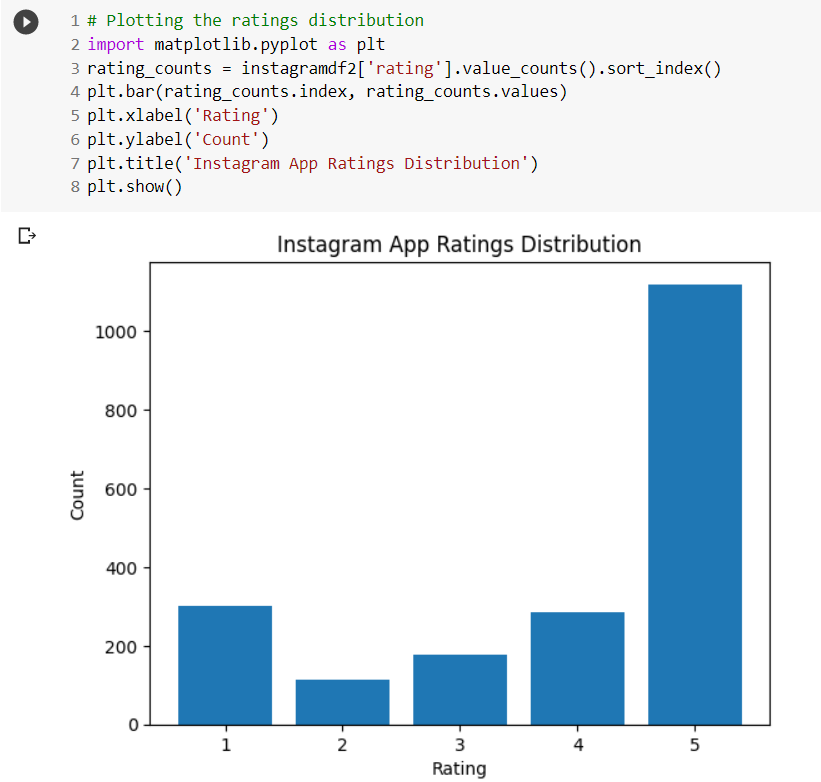 1 # Plotting the ratings distribution
2 import matplotlib.pyplot as plt
3 rating_counts = instagramdf2['rating'].value_counts().sort_index()
4 plt.bar(rating_counts.index, rating_counts.values)
5 plt.xlabel('Rating')
6 plt.ylabel('Count')
7 plt.title('Instagram App Ratings Distribution')
8 plt.show()
Instagram App Ratings Distribution
1000
800
600
400
200
0
Count
1 2 3 4 5
Rating